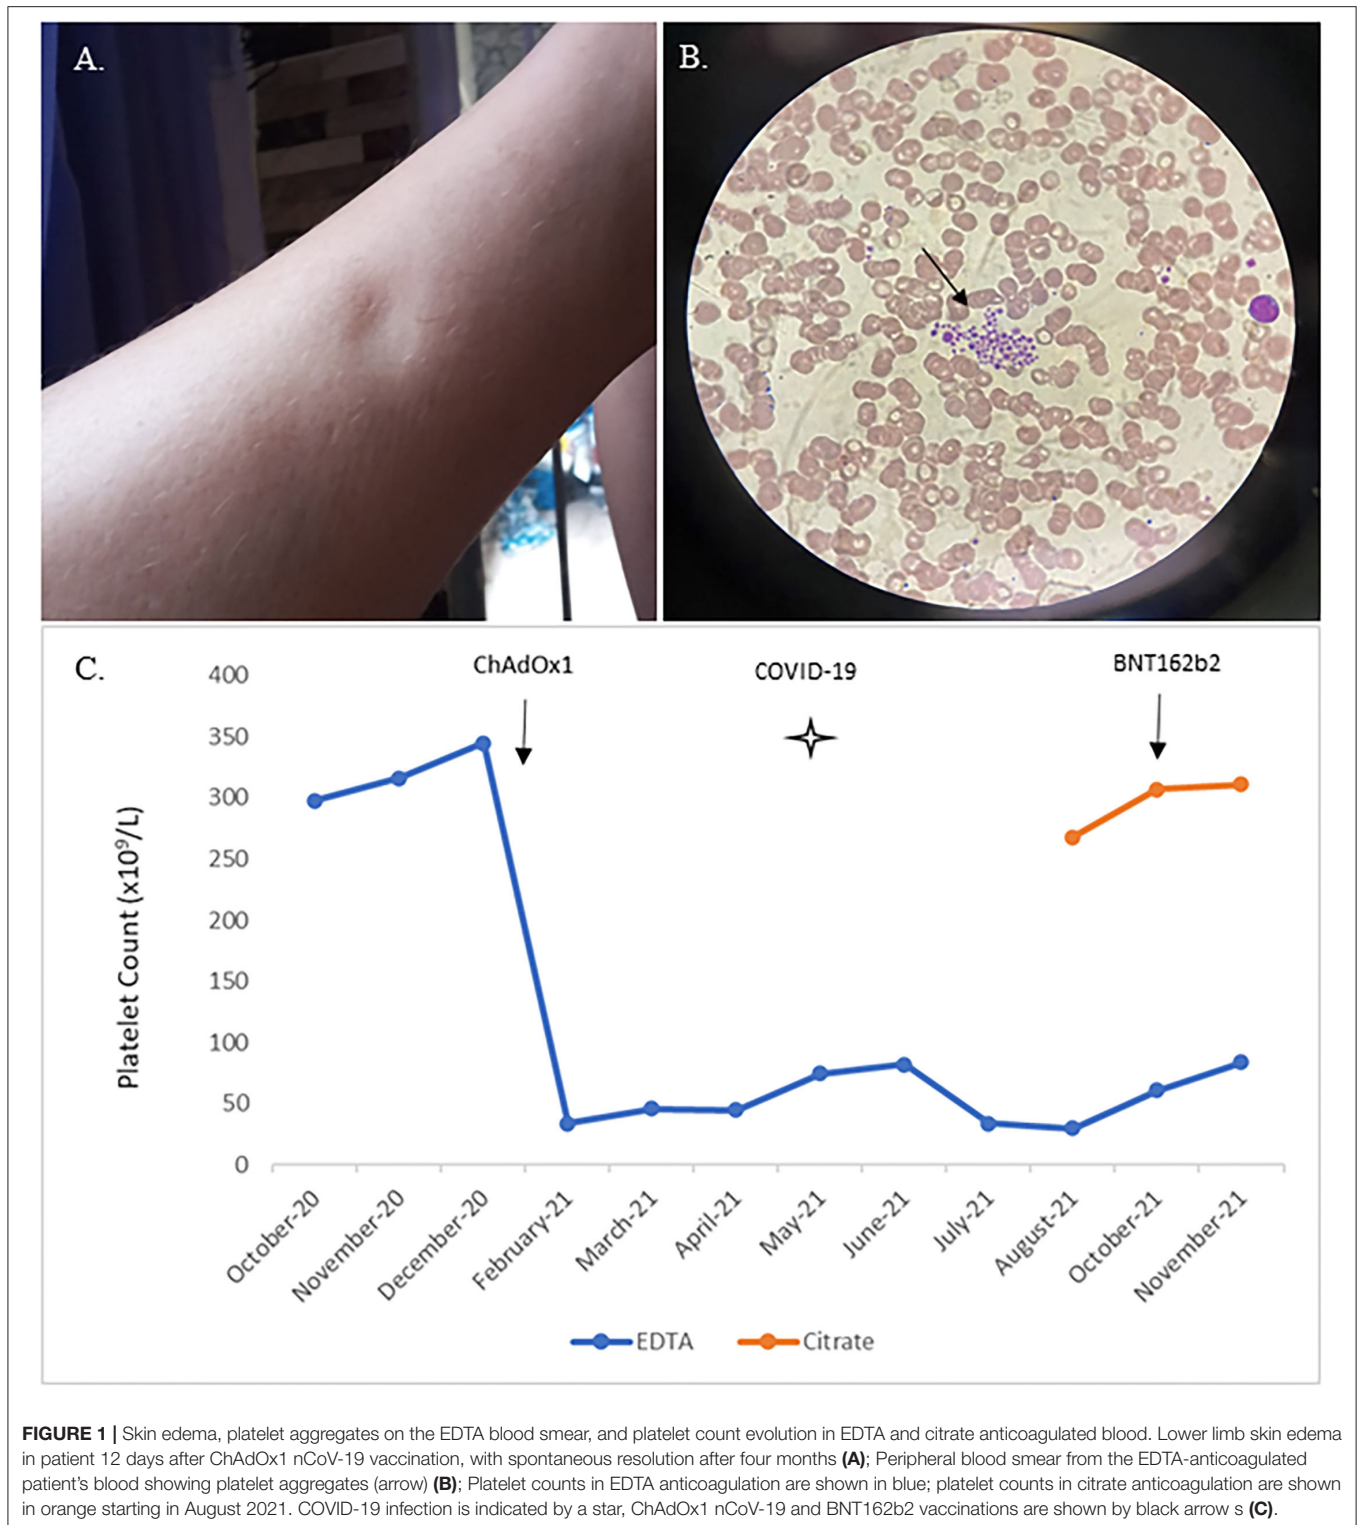 A.
B.
C.
ChAdOx1
COVID-19
BNT162b2
400
350
300
250
200
150
100
50
0
Platelet Count (x10⁹/L)
October-20
November-20
December-20
February-21
March-21
April-21
May-21
June-21
July-21
August-21
October-21
November-21
EDTA
Citrate
FIGURE 1 | Skin edema, platelet aggregates on the EDTA blood smear, and platelet count evolution in EDTA and citrate anticoagulated blood. Lower limb skin edema
in patient 12 days after ChAdOx1 nCoV-19 vaccination, with spontaneous resolution after four months (A); Peripheral blood smear from the EDTA-anticoagulated
patient's blood showing platelet aggregates (arrow) (B); Platelet counts in EDTA anticoagulation are shown in blue; platelet counts in citrate anticoagulation are shown
in orange starting in August 2021. COVID-19 infection is indicated by a star, ChAdOx1 nCoV-19 and BNT162b2 vaccinations are shown by black arrow s (C).